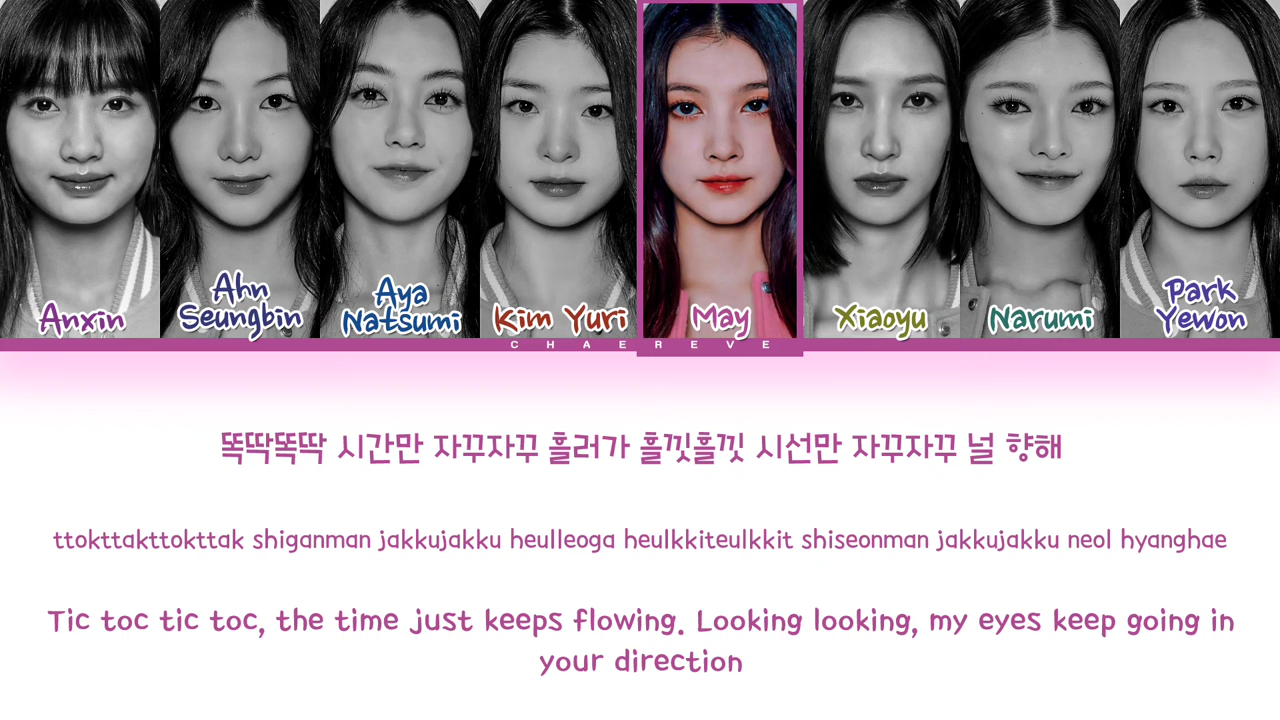 Anxin
Ahn
Seungbin
Aya
Natsumi
Kim Yuri
May
Xiaoyu
Narumi
Park
Yewon
CHAEREVE
똑딱똑딱 시간만 자꾸자꾸 흘러가 흘낏흘낏 시선만 자꾸자꾸 널 향해
ttokttakttokttak shiganman jakkujakku heulleoga heulkkiteulkkit shiseonman jakkujakku neol hyanghae
Tic toc tic toc, the time just keeps flowing. Looking looking, my eyes keep going in
your direction